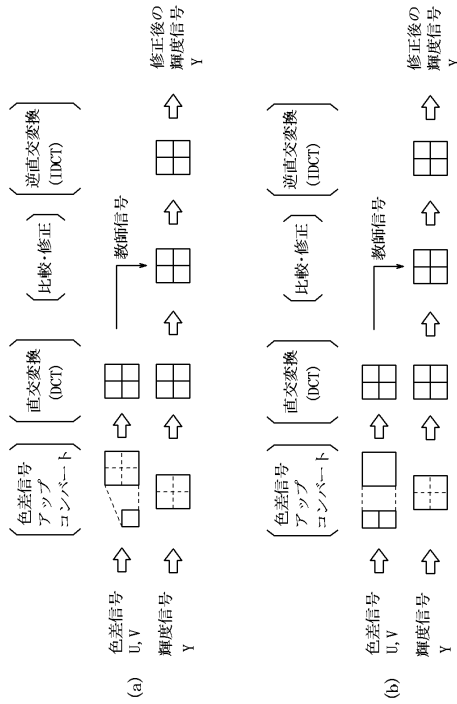 色差信号
アップ
コンバート
直交変換
(DCT)
比較・修正
逆直交変換
(IDCT)
色差信号
U,V
輝度信号
Y
教師信号
修正後の
輝度信号
Y
(a)
色差信号
アップ
コンバート
直交変換
(DCT)
比較・修正
逆直交変換
(IDCT)
色差信号
U,V
輝度信号
Y
教師信号
修正後の
輝度信号
Y
(b)